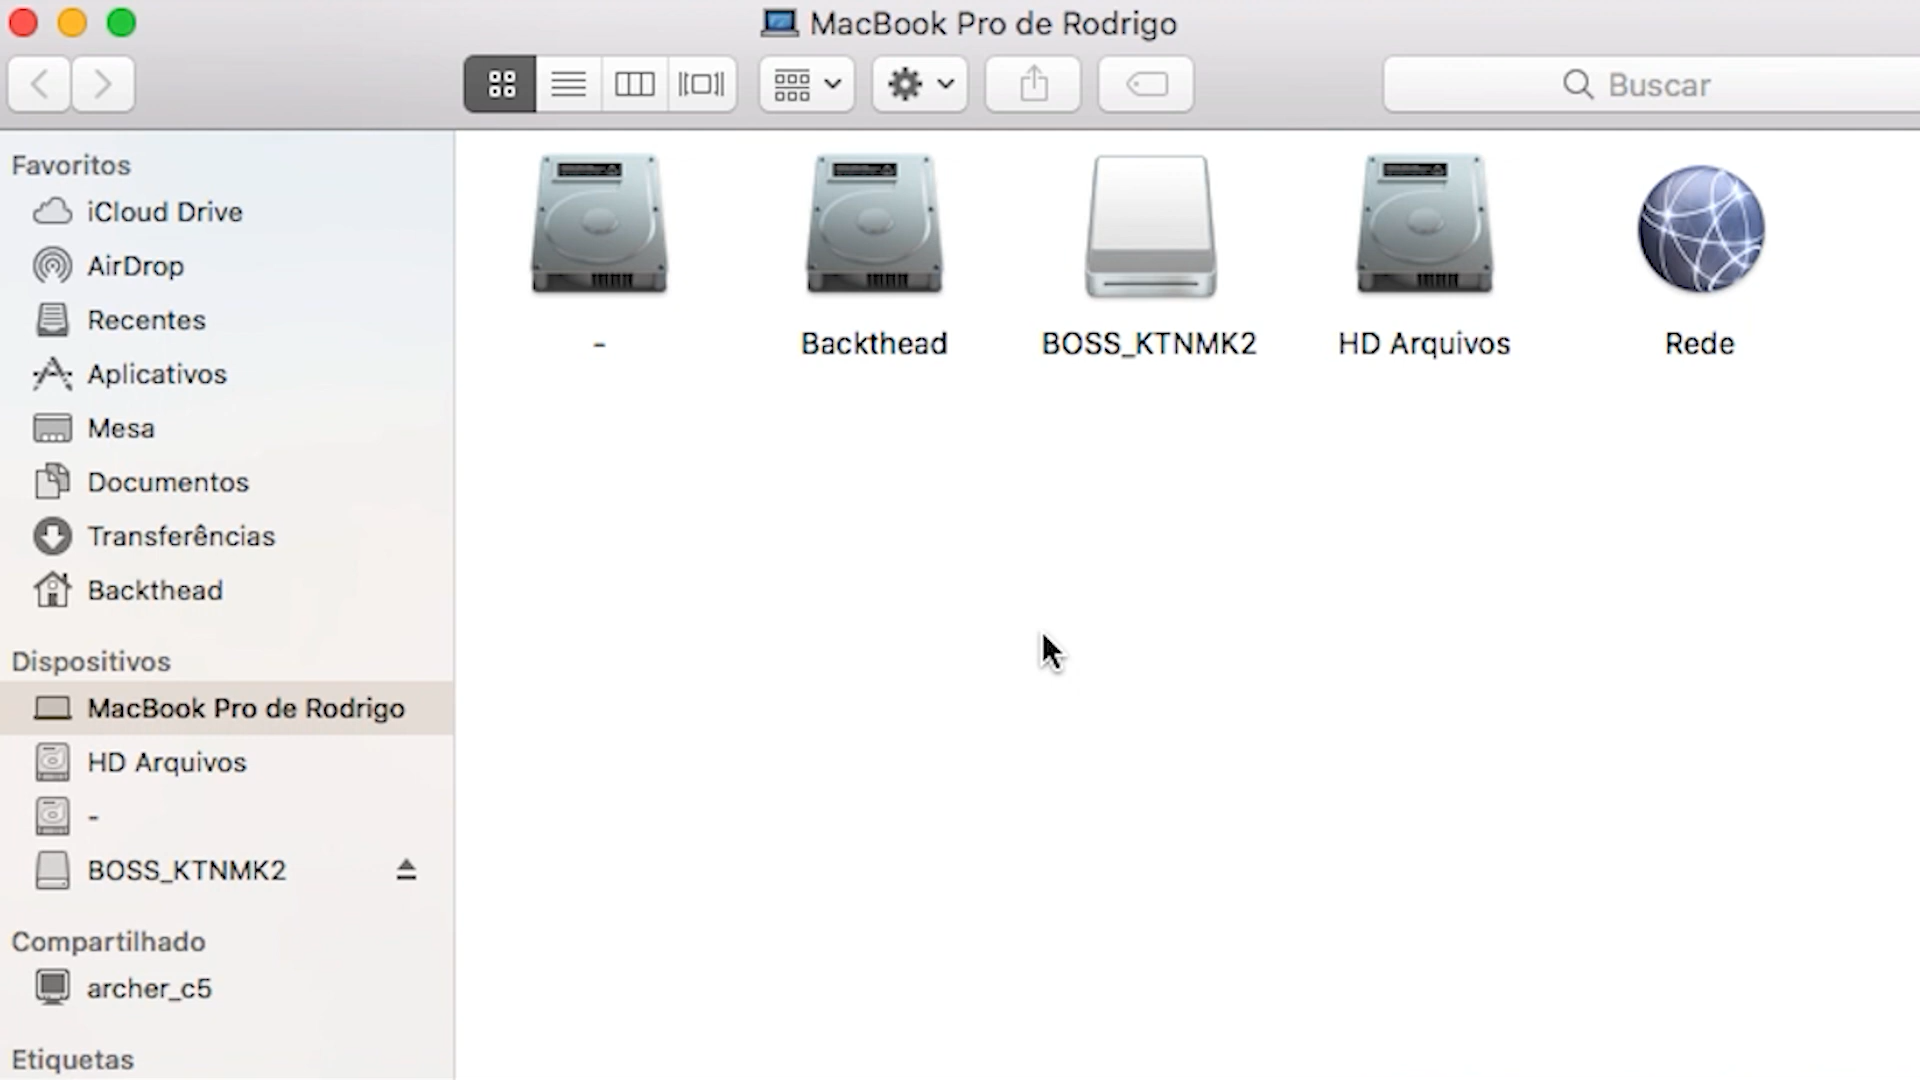 MacBook Pro de Rodrigo
Buscar
Favoritos
iCloud Drive
AirDrop
Recentes
Aplicativos
Mesa
Documentos
Transferências
Backthead
Dispositivos
MacBook Pro de Rodrigo
HD Arquivos
-
BOSS_KTNMK2
Compartilhado
archer_c5
Etiquetas
-
Backthead
BOSS_KTNMK2
HD Arquivos
Rede